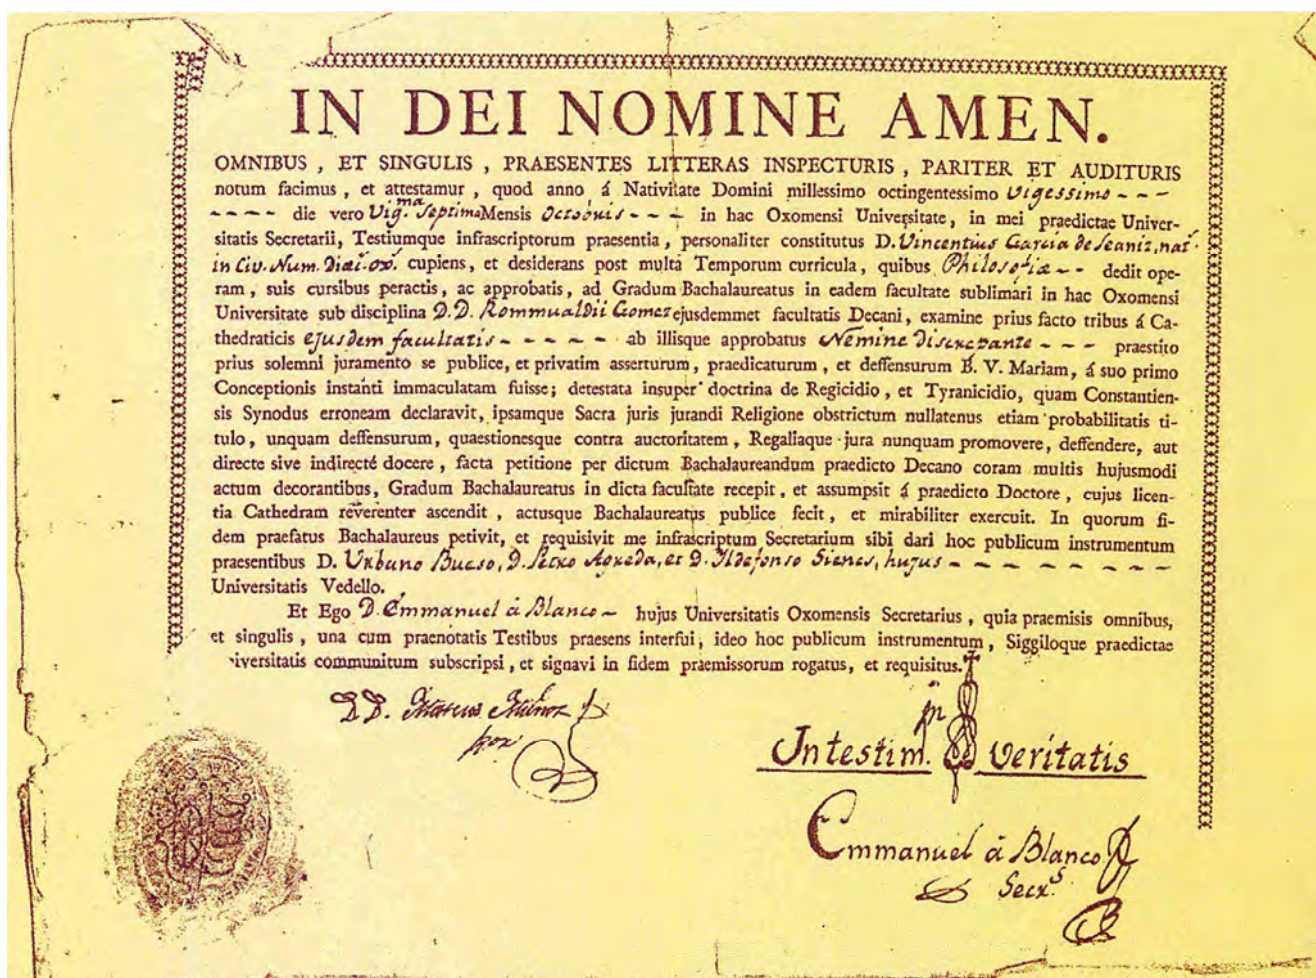 IN DEI NOMINE AMEN.
OMNIBUS , ET SINGULIS , PRAESENTES LITTERAS INSPECTURIS , PARITER ET AUDITURIS
notum facimus , et attestamur , quod anno á Nativitate Domini millessimo octingentessimo Vigessimo - - -
- - - - die vero Vig.ma Septima Mensis Octobris - - - in hac Oxomensi Universitate, in mei praedictae Univer-
sitatis Secretarii, Testiumque infrascriptorum praesentia, personaliter constitutus D. Vincentius Garcia de Leaniz, nat.
in Civ. Num. cupiens, et desiderans post multa Temporum curricula, quibus Philosofiæ - - dedit ope-
ram, suis cursibus peractis, ac approbatis, ad Gradum Bachalaureatus in eadem facultate sublimari in hac Oxomensi
Universitate sub disciplina D. D. Rommualdii Gomez ejusdemmet facultatis Decani, examine prius facto tribus á Ca-
thedraticis ejusdem facultatis - - - - - ab illisque approbatus Nemine discrepante - - - praestito
prius solemni juramento se publice, et privatim asserturum, praedicaturum, et deffensurum B. V. Mariam, á suo primo
Conceptionis instanti immaculatam fuisse; detestata insuper doctrina de Regicidio, et Tyranicidio, quam Constantien-
sis Synodus erroneam declaravit, ipsamque Sacra juris jurandi Religione obstrictum nullatenus etiam probabilitatis ti-
tulo, unquam deffensurum, quaestionesque contra auctoritatem, Regaliaque jura nunquam promovere, deffendere, aut
directe sive indirecté docere, facta petitione per dictum Bachalaureandum praedicto Decano coram multis hujusmodi
actum decorantibus, Gradum Bachalaureatus in dicta facultate recepit, et assumpsit á praedicto Doctore, cujus licen-
tia Cathedram reverenter ascendit, actusque Bachalaureatus publice fecit, et mirabiliter exercuit. In quorum fi-
dem praefatus Bachalaureus petivit, et requisivit me infrascriptum Secretarium sibi dari hoc publicum instrumentum
praesentibus D. Urbano Bueso, D. Petro Agreda, et D. Ildefonso Sienes, hujus - - - - - - - - -
Universitatis Vedello.
Et Ego D. Emmanuel á Blanco - hujus Universitatis Oxomensis Secretarius, quia praemisis omnibus,
et singulis, una cum praenotatis Testibus praesens interfui, ideo hoc publicum instrumentum, Siggiloque praedictae
iversitatis communitum subscripsi, et signavi in fidem praemissorum rogatus, et requisitus.
DD. Muñoz
In testim. veritatis
Emmanuel á Blanco
Secr.s